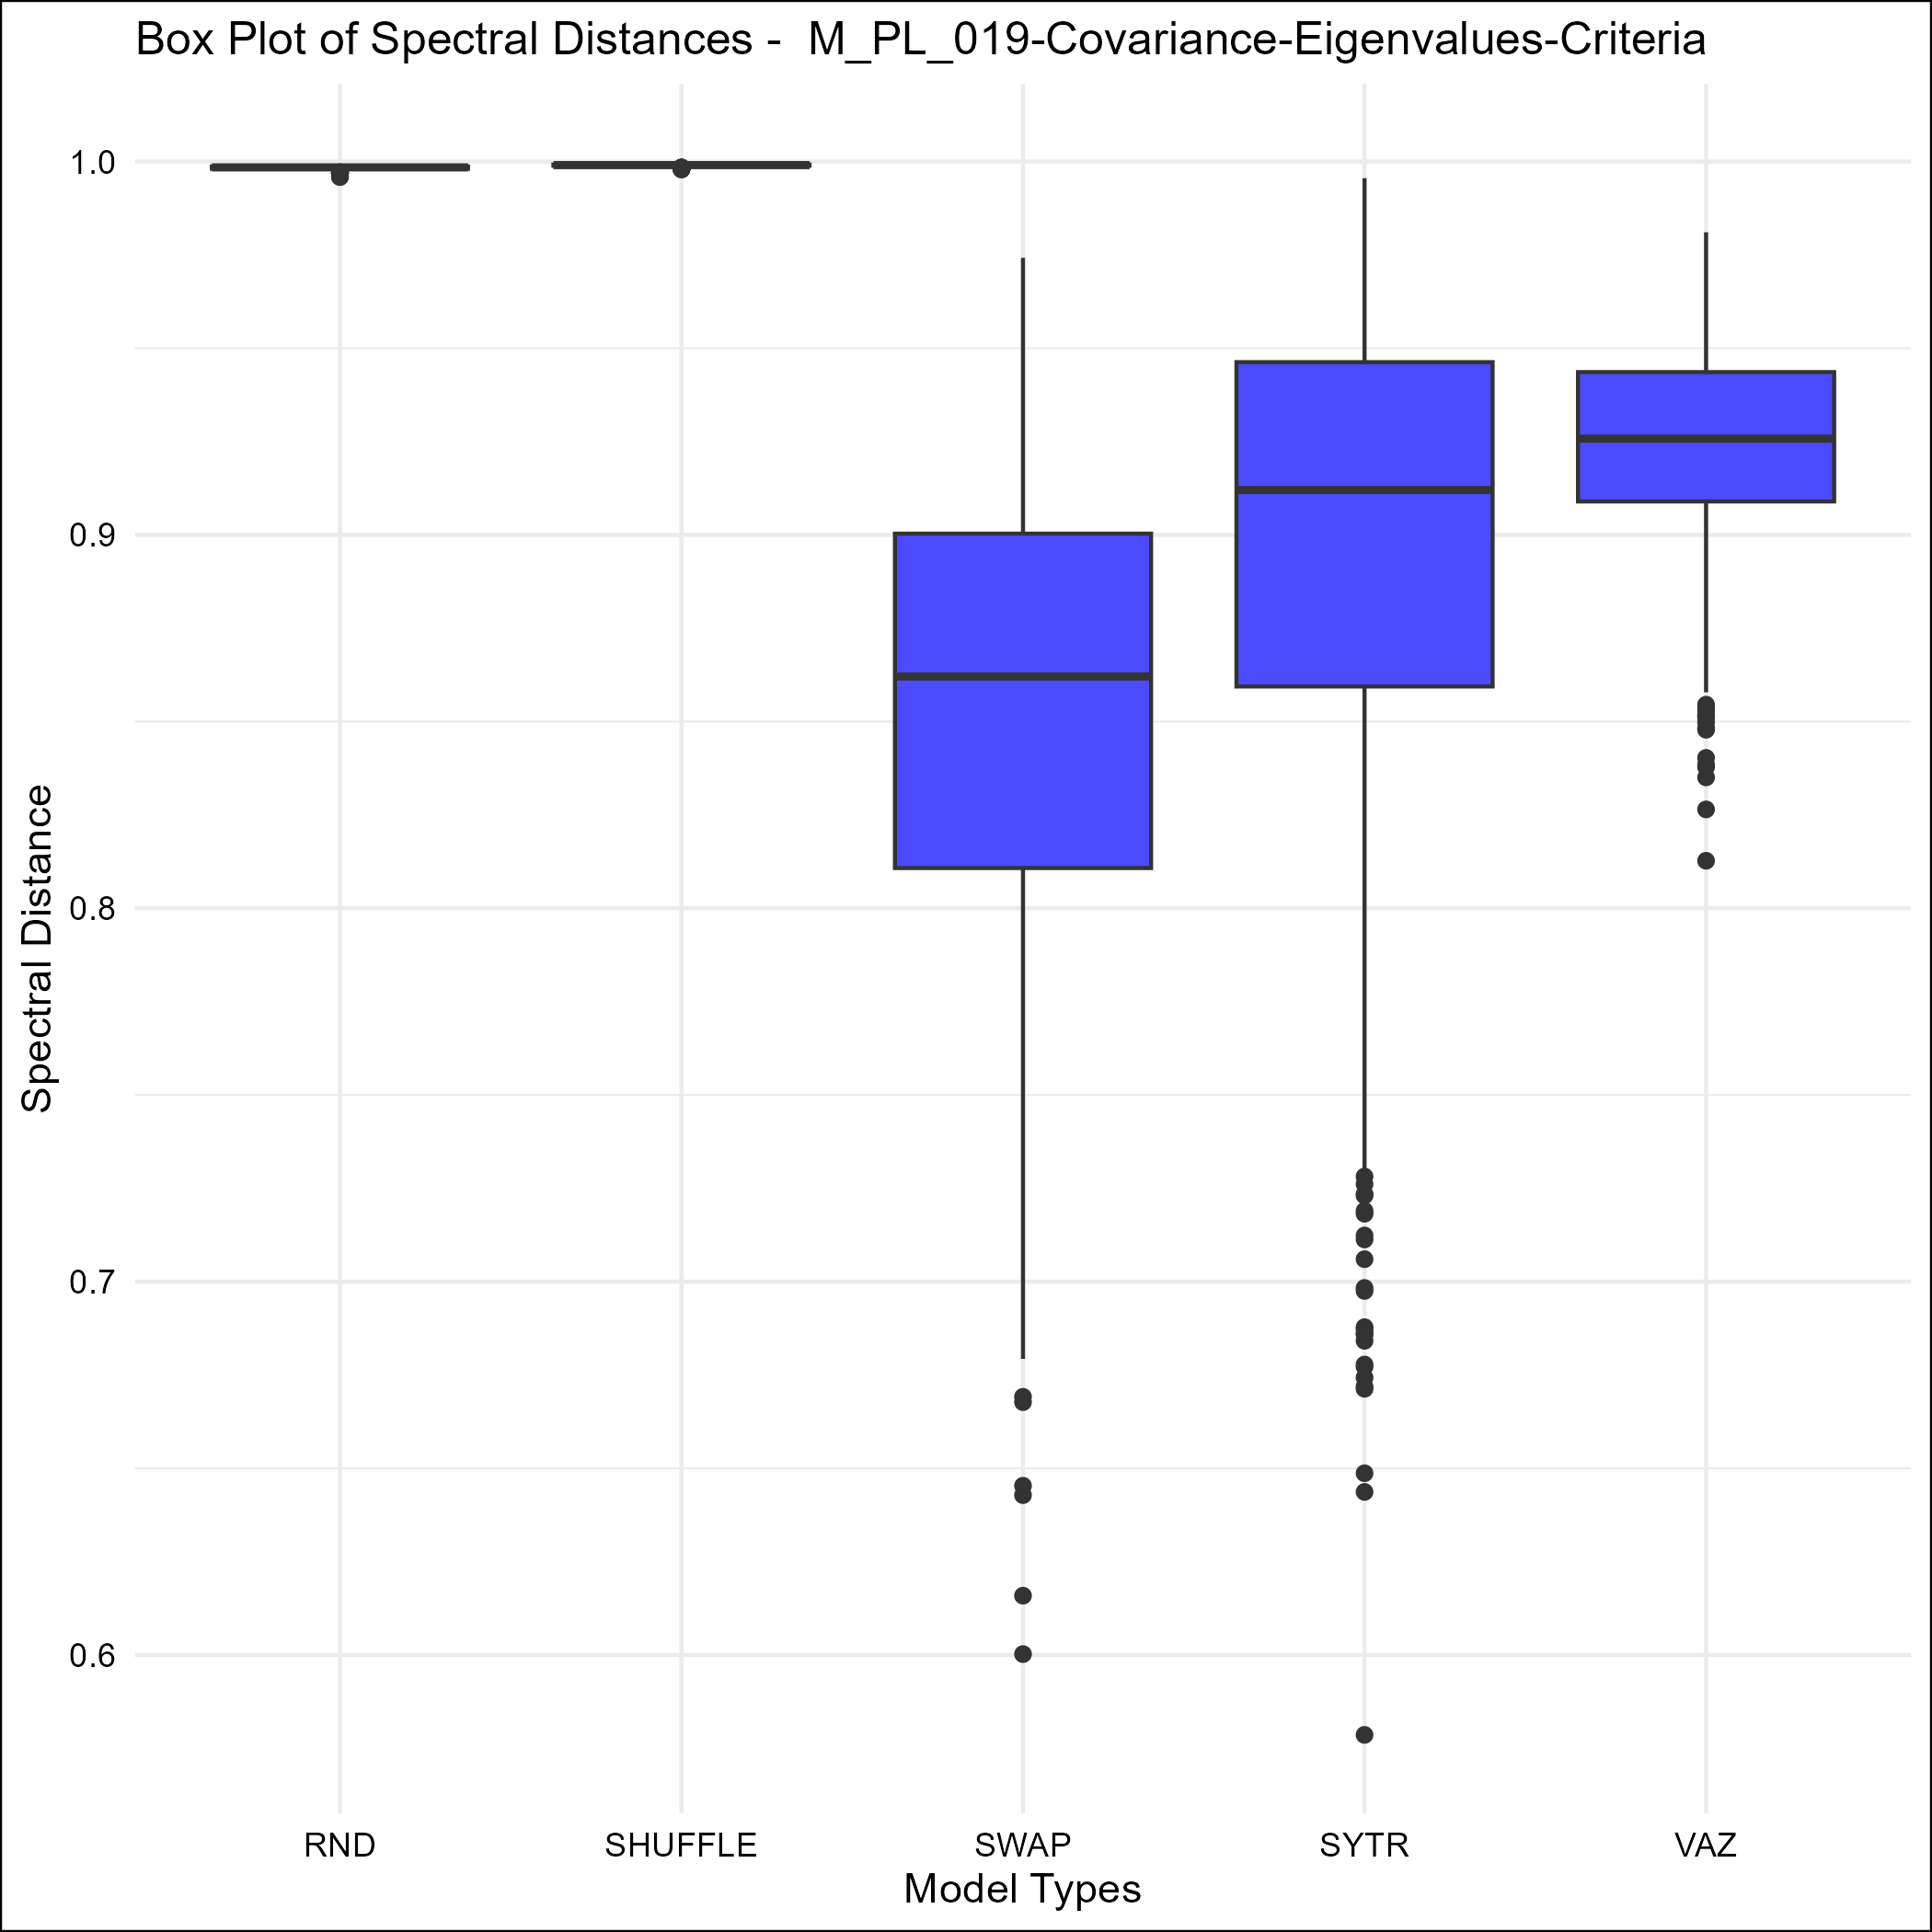 Box Plot of Spectral Distances -  M_PL_019-Covariance-Eigenvalues-Criteria
1.0
0.9
0.8
0.7
0.6
Spectral Distance
RND SHUFFLE SWAP SYTR VAZ
Model Types